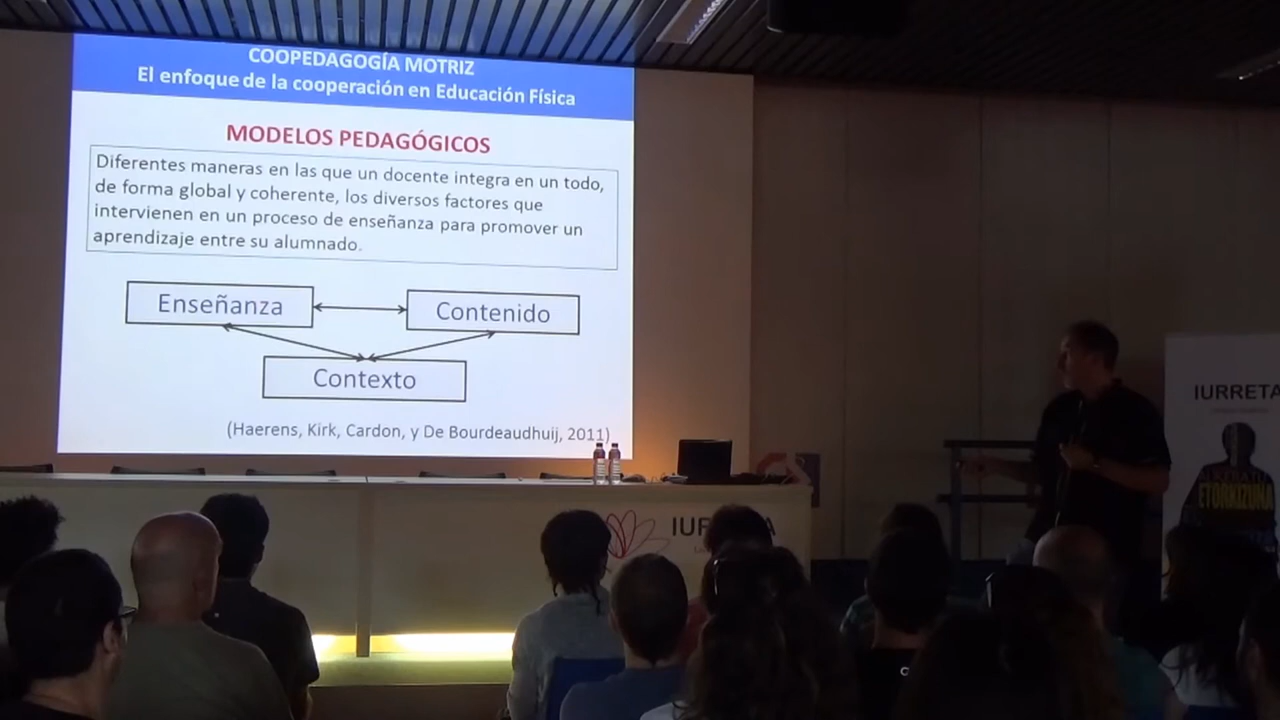 COOPEDAGOGÍA MOTRIZ
El enfoque de la cooperación en Educación Física
MODELOS PEDAGÓGICOS
Diferentes maneras en las que un docente integra en un todo,
de forma global y coherente, los diversos factores que
intervienen en un proceso de enseñanza para promover un
aprendizaje entre su alumnado.
Enseñanza
Contenido
Contexto
(Haerens, Kirk, Cardon, y De Bourdeaudhuij, 2011)
IURRETA
IURRETA
ETORKIZUNA